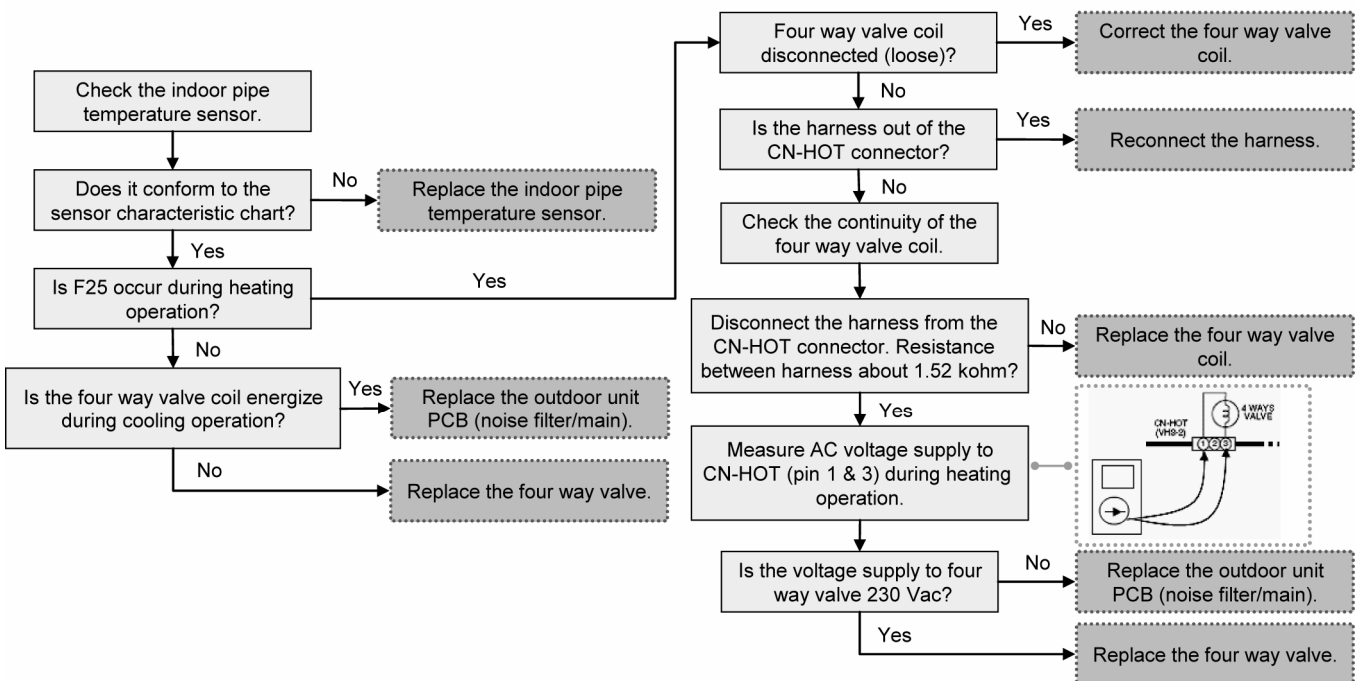 Check the indoor pipe
temperature sensor.
Does it conform to the
sensor characteristic chart?
No
Replace the indoor pipe
temperature sensor.
Yes
Is F25 occur during heating
operation?
Yes
No
Is the four way valve coil energize
during cooling operation?
Yes
Replace the outdoor unit
PCB (noise filter/main).
No
Replace the four way valve.
Four way valve coil
disconnected (loose)?
Yes
Correct the four way valve
coil.
No
Is the harness out of the
CN-HOT connector?
Yes
Reconnect the harness.
No
Check the continuity of the
four way valve coil.
Disconnect the harness from the
CN-HOT connector. Resistance
between harness about 1.52 kohm?
No
Replace the four way valve
coil.
Yes
Measure AC voltage supply to
CN-HOT (pin 1 & 3) during heating
operation.
4 WAYS
VALVE
CN-HOT
(VHS-2)
1 2 3
Is the voltage supply to four
way valve 230 Vac?
No
Replace the outdoor unit
PCB (noise filter/main).
Yes
Replace the four way valve.